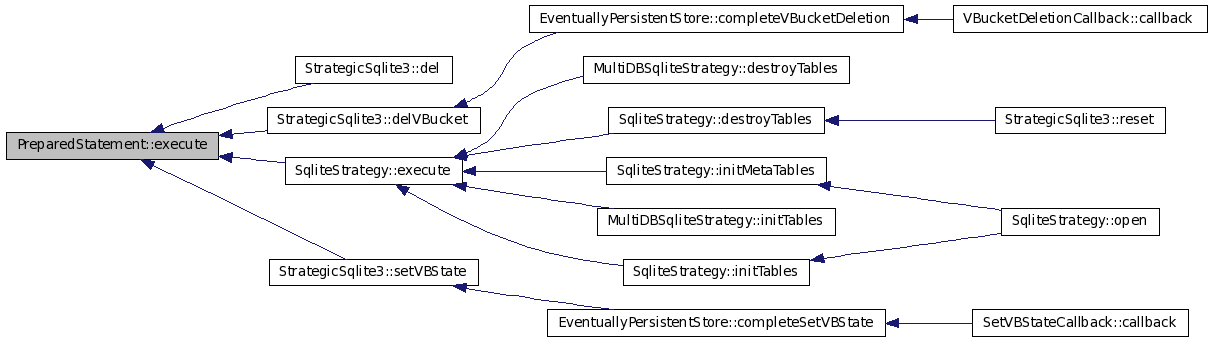 EventuallyPersistentStore::completeVBucketDeletion
VBucketDeletionCallback::callback
StrategicSqlite3::del
MultiDBSqliteStrategy::destroyTables
StrategicSqlite3::delVBucket
SqliteStrategy::destroyTables
StrategicSqlite3::reset
PreparedStatement::execute
SqliteStrategy::execute
SqliteStrategy::initMetaTables
MultiDBSqliteStrategy::initTables
SqliteStrategy::open
StrategicSqlite3::setVBState
SqliteStrategy::initTables
EventuallyPersistentStore::completeSetVBState
SetVBStateCallback::callback